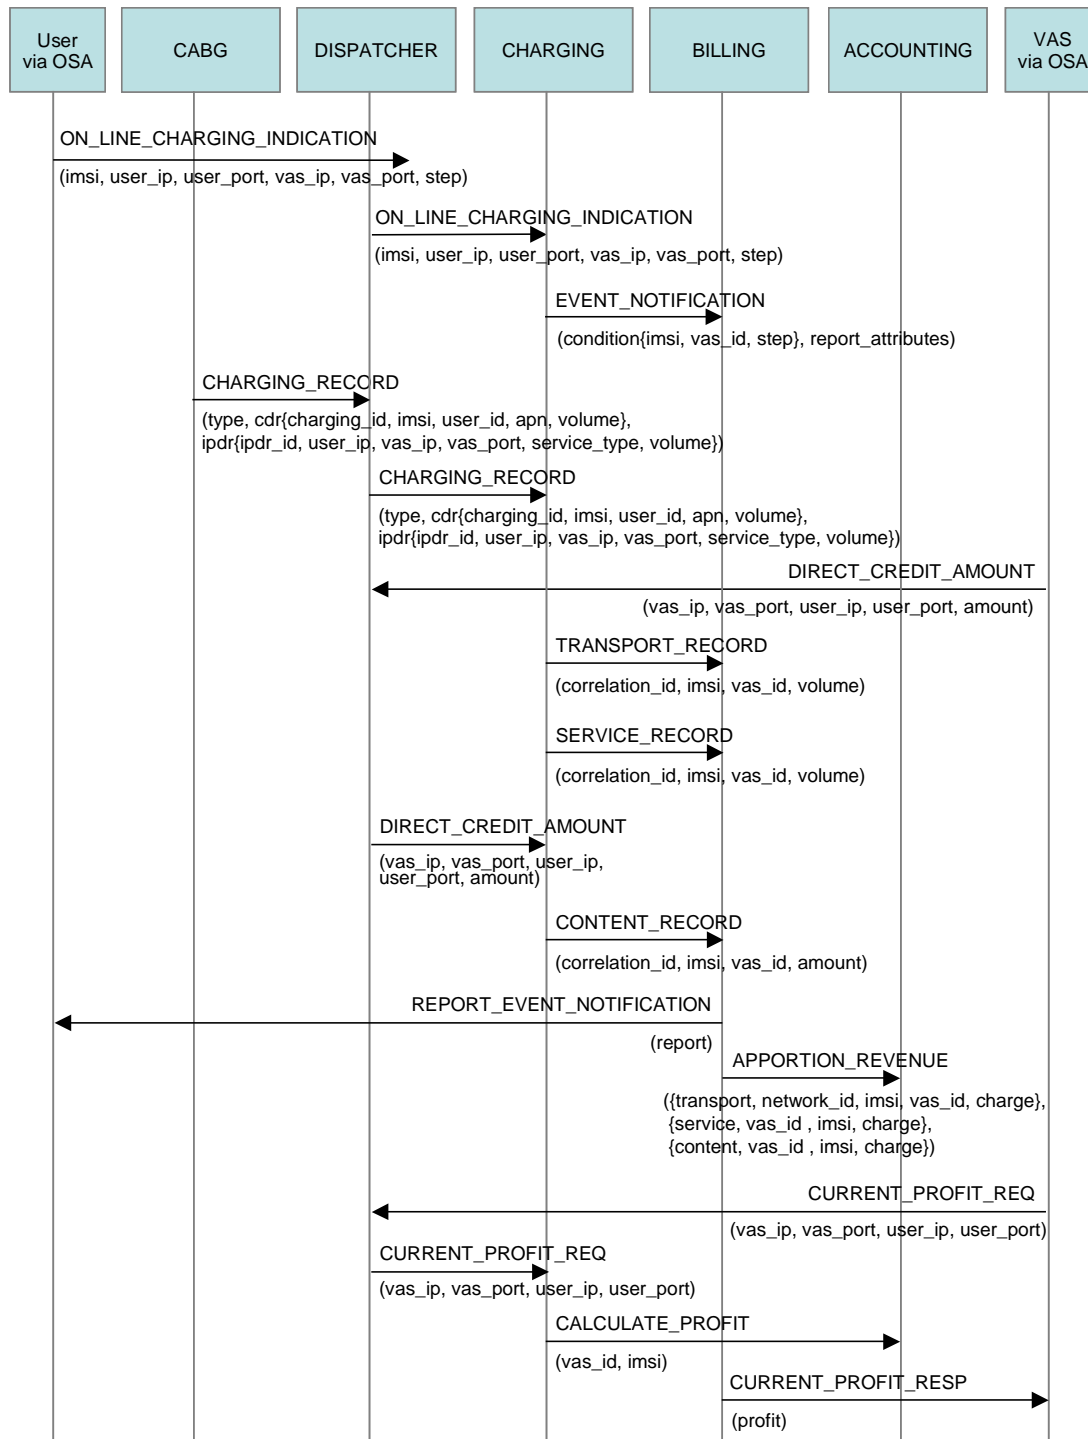 User
via OSA
CABG
DISPATCHER
CHARGING
BILLING
ACCOUNTING
VAS
via OSA
ON_LINE_CHARGING_INDICATION
(imsi, user_ip, user_port, vas_ip, vas_port, step)
ON_LINE_CHARGING_INDICATION
(imsi, user_ip, user_port, vas_ip, vas_port, step)
EVENT_NOTIFICATION
(condition{imsi, vas_id, step}, report_attributes)
CHARGING_RECORD
(type, cdr{charging_id, imsi, user_id, apn, volume},
ipdr{ipdr_id, user_ip, vas_ip, vas_port, service_type, volume})
CHARGING_RECORD
(type, cdr{charging_id, imsi, user_id, apn, volume},
ipdr{ipdr_id, user_ip, vas_ip, vas_port, service_type, volume})
DIRECT_CREDIT_AMOUNT
(vas_ip, vas_port, user_ip, user_port, amount)
TRANSPORT_RECORD
(correlation_id, imsi, vas_id, volume)
SERVICE_RECORD
(correlation_id, imsi, vas_id, volume)
DIRECT_CREDIT_AMOUNT
(vas_ip, vas_port, user_ip,
user_port, amount)
CONTENT_RECORD
(correlation_id, imsi, vas_id, amount)
REPORT_EVENT_NOTIFICATION
(report)
APPORTION_REVENUE
({transport, network_id, imsi, vas_id, charge},
{service, vas_id , imsi, charge},
{content, vas_id , imsi, charge})
CURRENT_PROFIT_REQ
(vas_ip, vas_port, user_ip, user_port)
CURRENT_PROFIT_REQ
(vas_ip, vas_port, user_ip, user_port)
CALCULATE_PROFIT
(vas_id, imsi)
CURRENT_PROFIT_RESP
(profit)